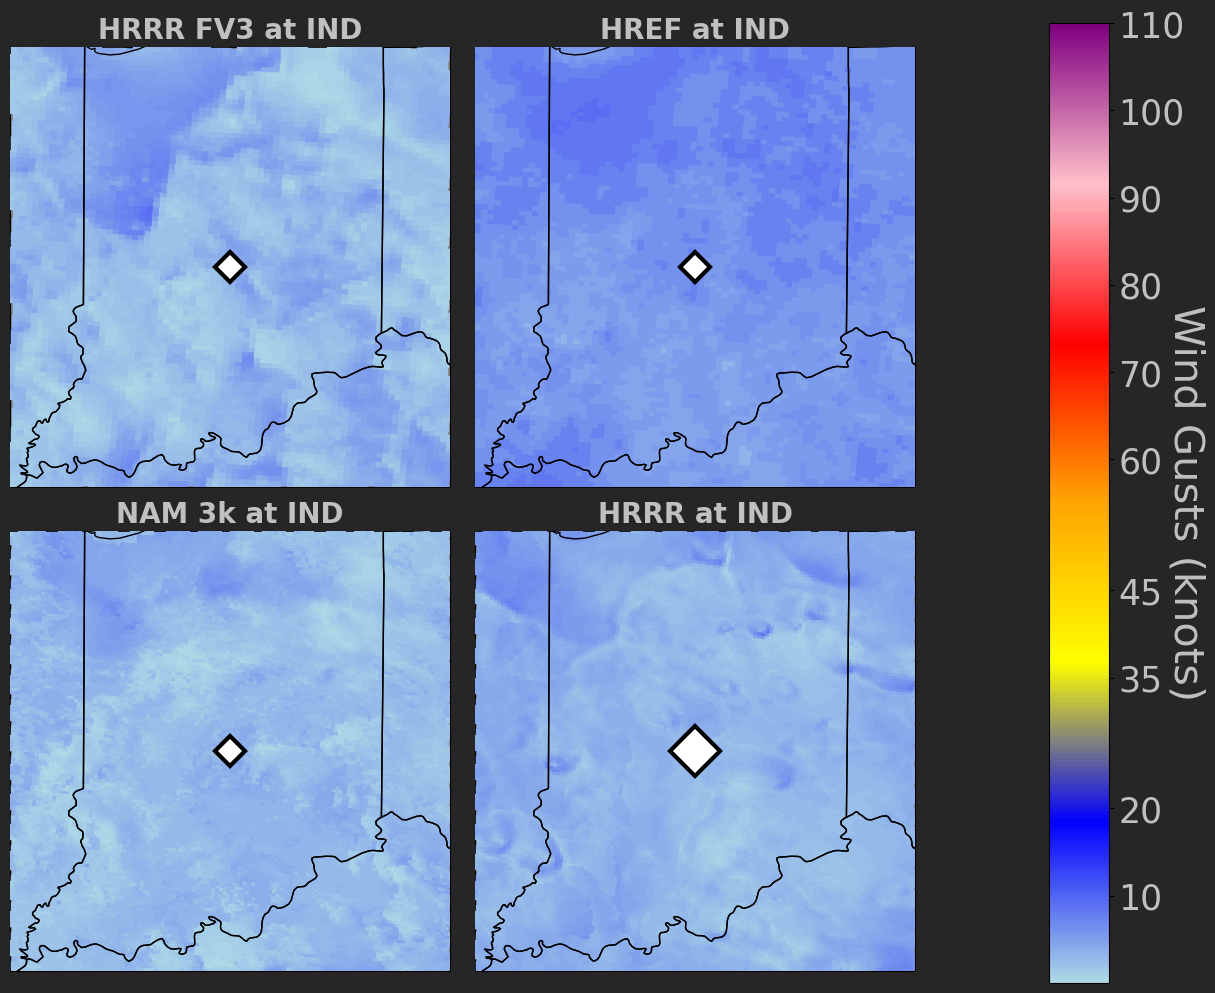 HRRR FV3 at IND
HREF at IND
NAM 3k at IND
HRRR at IND
110
100
90
80
70
60
45
35
20
10
Wind Gusts (knots)